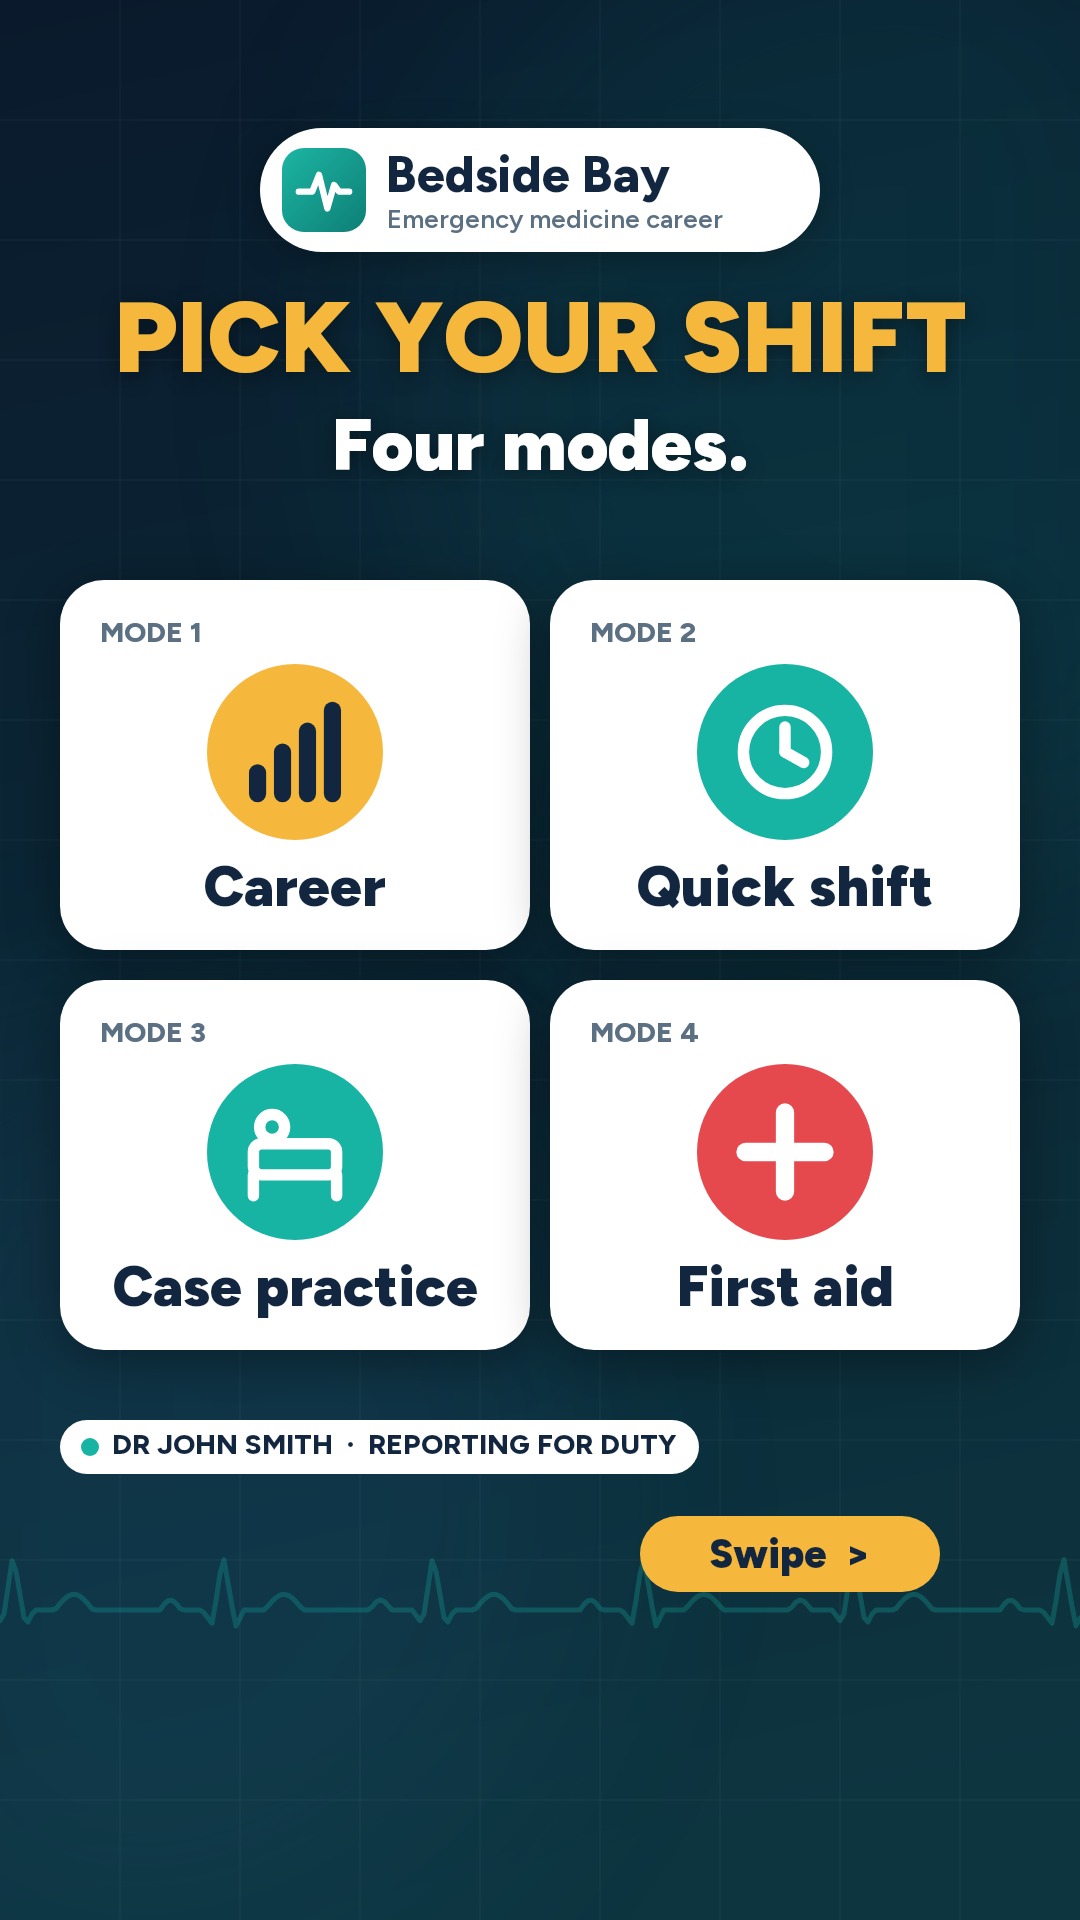 Bedside Bay
Emergency medicine career
PICK YOUR SHIFT
Four modes.
MODE 1
Career
MODE 2
Quick shift
MODE 3
Case practice
MODE 4
First aid
DR JOHN SMITH · REPORTING FOR DUTY
Swipe >